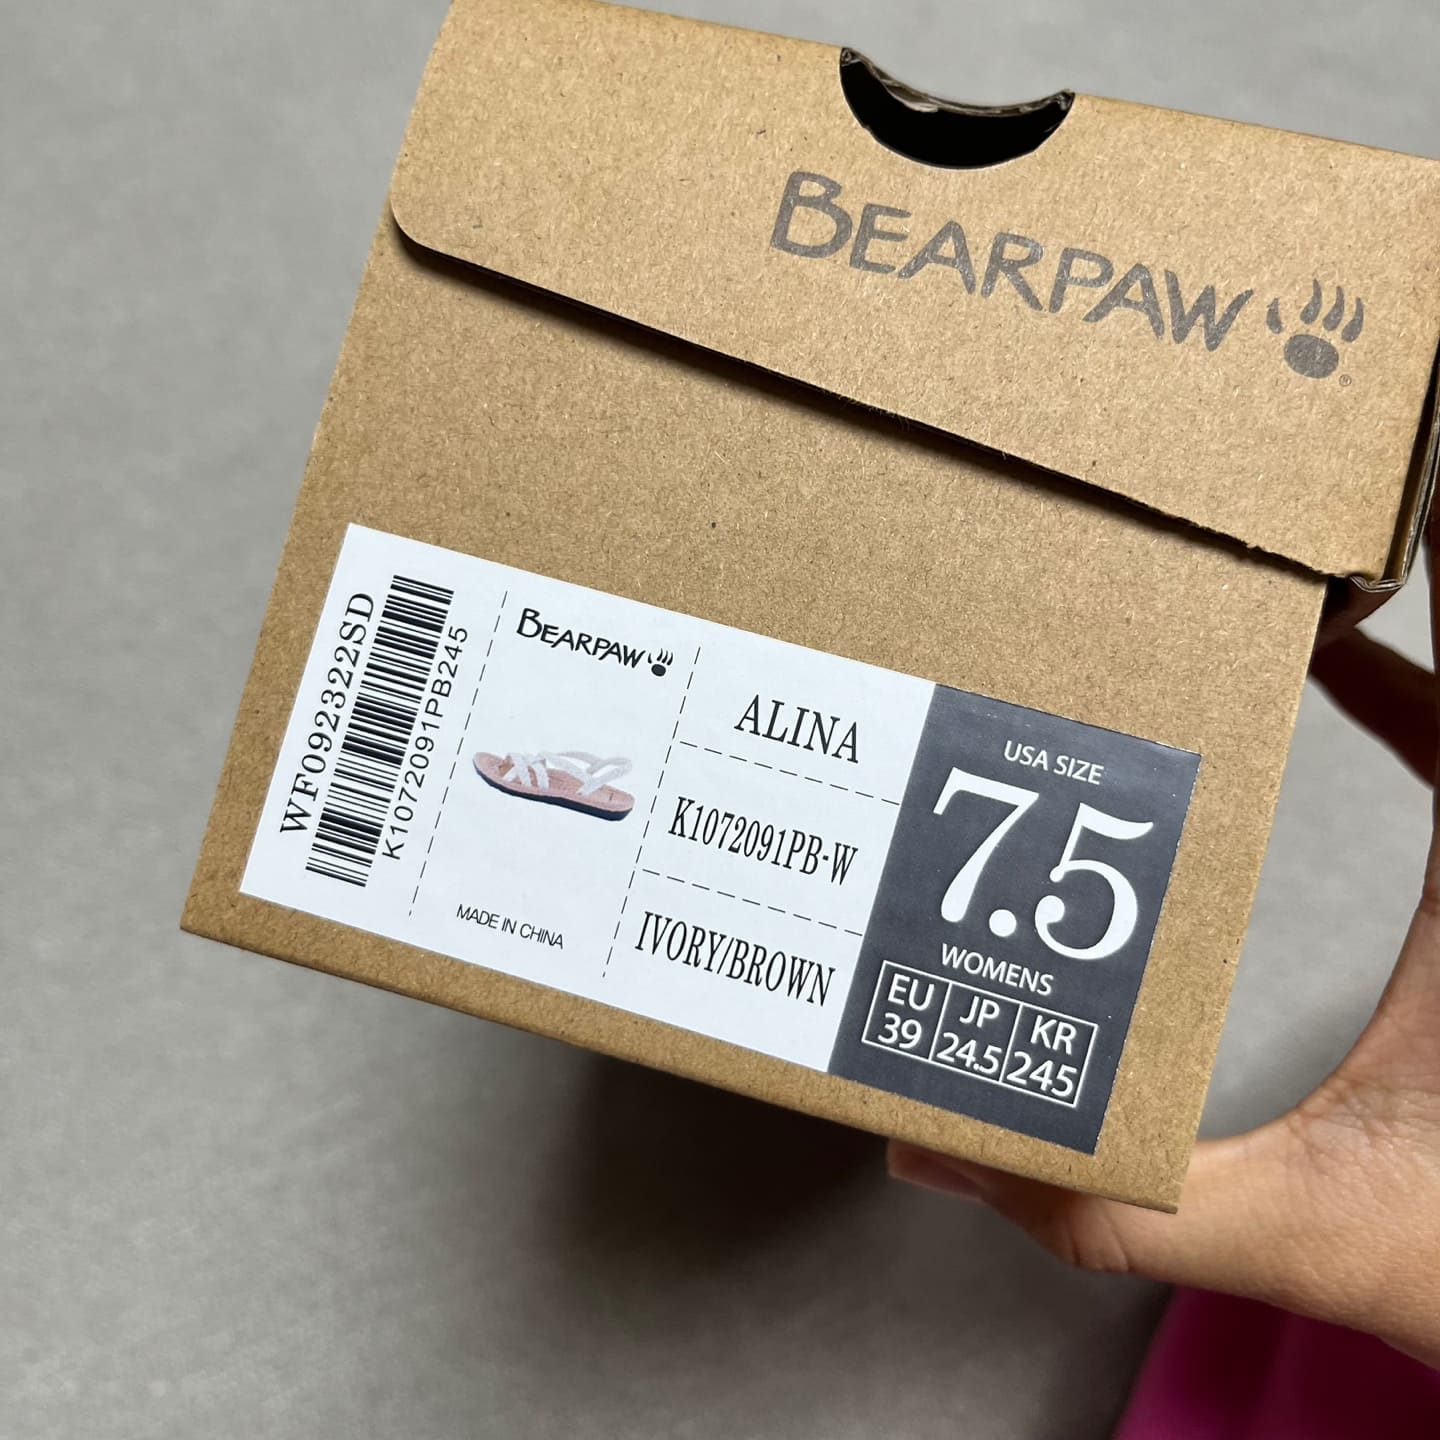 BEARPAW®
WF092322SD
K1072091PB245
BEARPAW
MADE IN CHINA
ALINA
K1072091PB-W
IVORY/BROWN
USA SIZE
7.5
WOMENS
EU JP KR
39 24.5 245